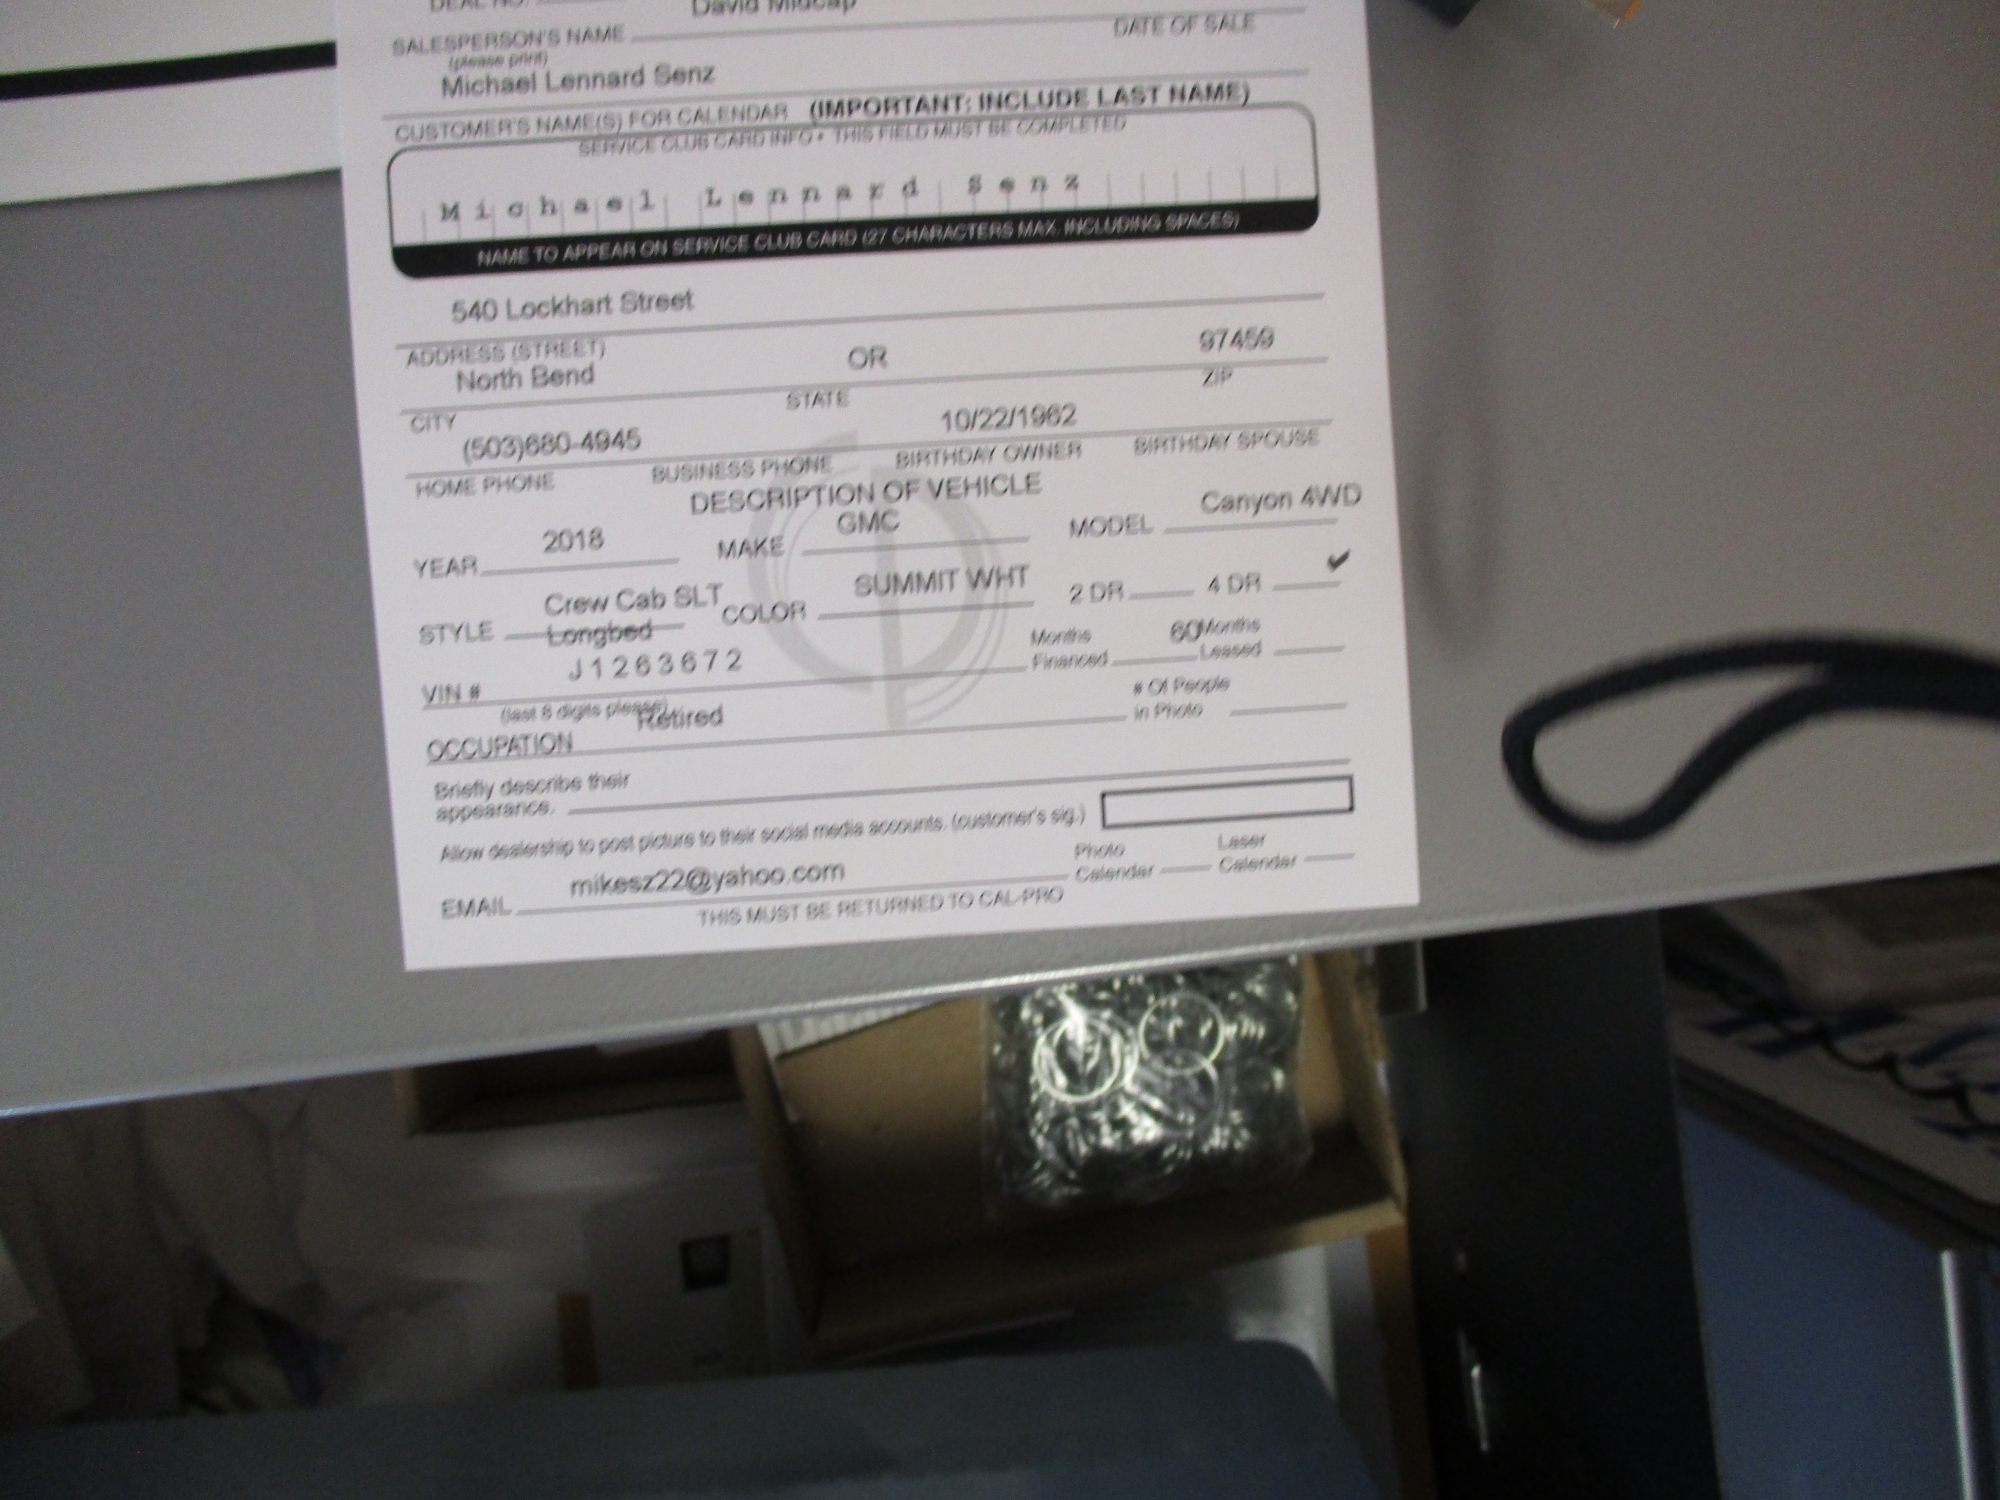 DEAL NO.
David Midcap
SALESPERSON'S NAME DATE OF SALE
(please print)
Michael Lennard Senz
CUSTOMER'S NAME(S) FOR CALENDAR (IMPORTANT: INCLUDE LAST NAME)
SERVICE CLUB CARD INFO • THIS FIELD MUST BE COMPLETED
Michael Lennard Senz
NAME TO APPEAR ON SERVICE CLUB CARD (27 CHARACTERS MAX. INCLUDING SPACES)
540 Lockhart Street
ADDRESS (STREET)
North Bend OR 97459
CITY STATE ZIP
(503)680-4945 10/22/1962
HOME PHONE BUSINESS PHONE BIRTHDAY OWNER BIRTHDAY SPOUSE
DESCRIPTION OF VEHICLE
YEAR 2018 MAKE GMC MODEL Canyon 4WD
STYLE Crew Cab SLT Longbed COLOR SUMMIT WHT 2 DR 4 DR ✔
VIN # J1263672 Months Financed 60 Months Leased
(last 8 digits please)
OCCUPATION Retired # Of People in Photo
Briefly describe their
appearance.
Allow dealership to post picture to their social media accounts. (customer's sig.)
EMAIL mikesz22@yahoo.com Photo Calendar Laser Calendar
THIS MUST BE RETURNED TO CAL-PRO